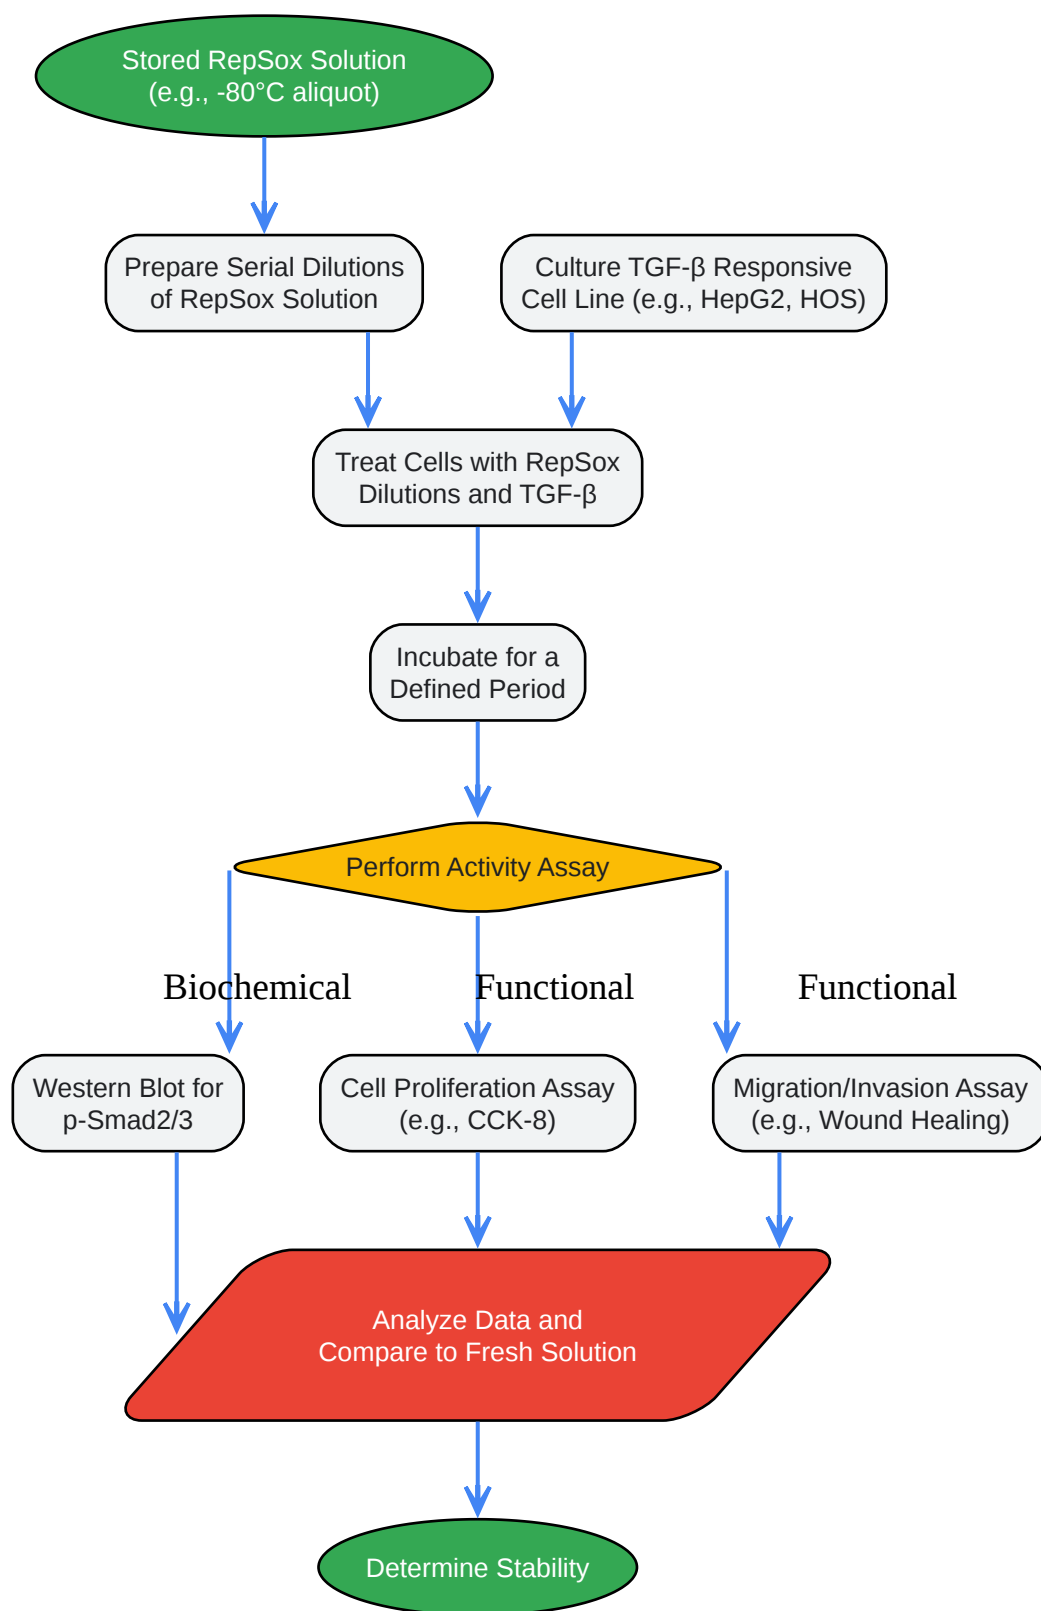 Stored RepSox Solution
(e.g., -80°C aliquot)
Prepare Serial Dilutions
of RepSox Solution
Culture TGF-β Responsive
Cell Line (e.g., HepG2, HOS)
Treat Cells with RepSox
Dilutions and TGF-β
Incubate for a
Defined Period
Perform Activity Assay
Biochemical
Functional
Functional
Western Blot for
p-Smad2/3
Cell Proliferation Assay
(e.g., CCK-8)
Migration/Invasion Assay
(e.g., Wound Healing)
Analyze Data and
Compare to Fresh Solution
Determine Stability